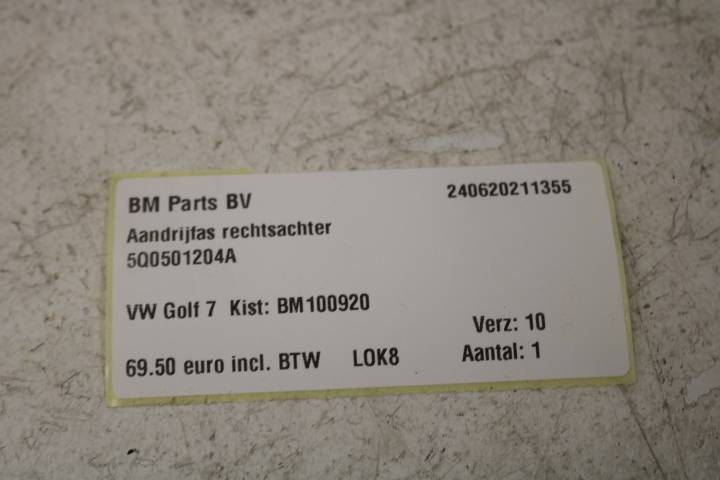 BM Parts BV 240620211355
Aandrijfas rechtsachter
5Q0501204A
VW Golf 7 Kist: BM100920
Verz: 10
69.50 euro incl. BTW LOK8 Aantal: 1